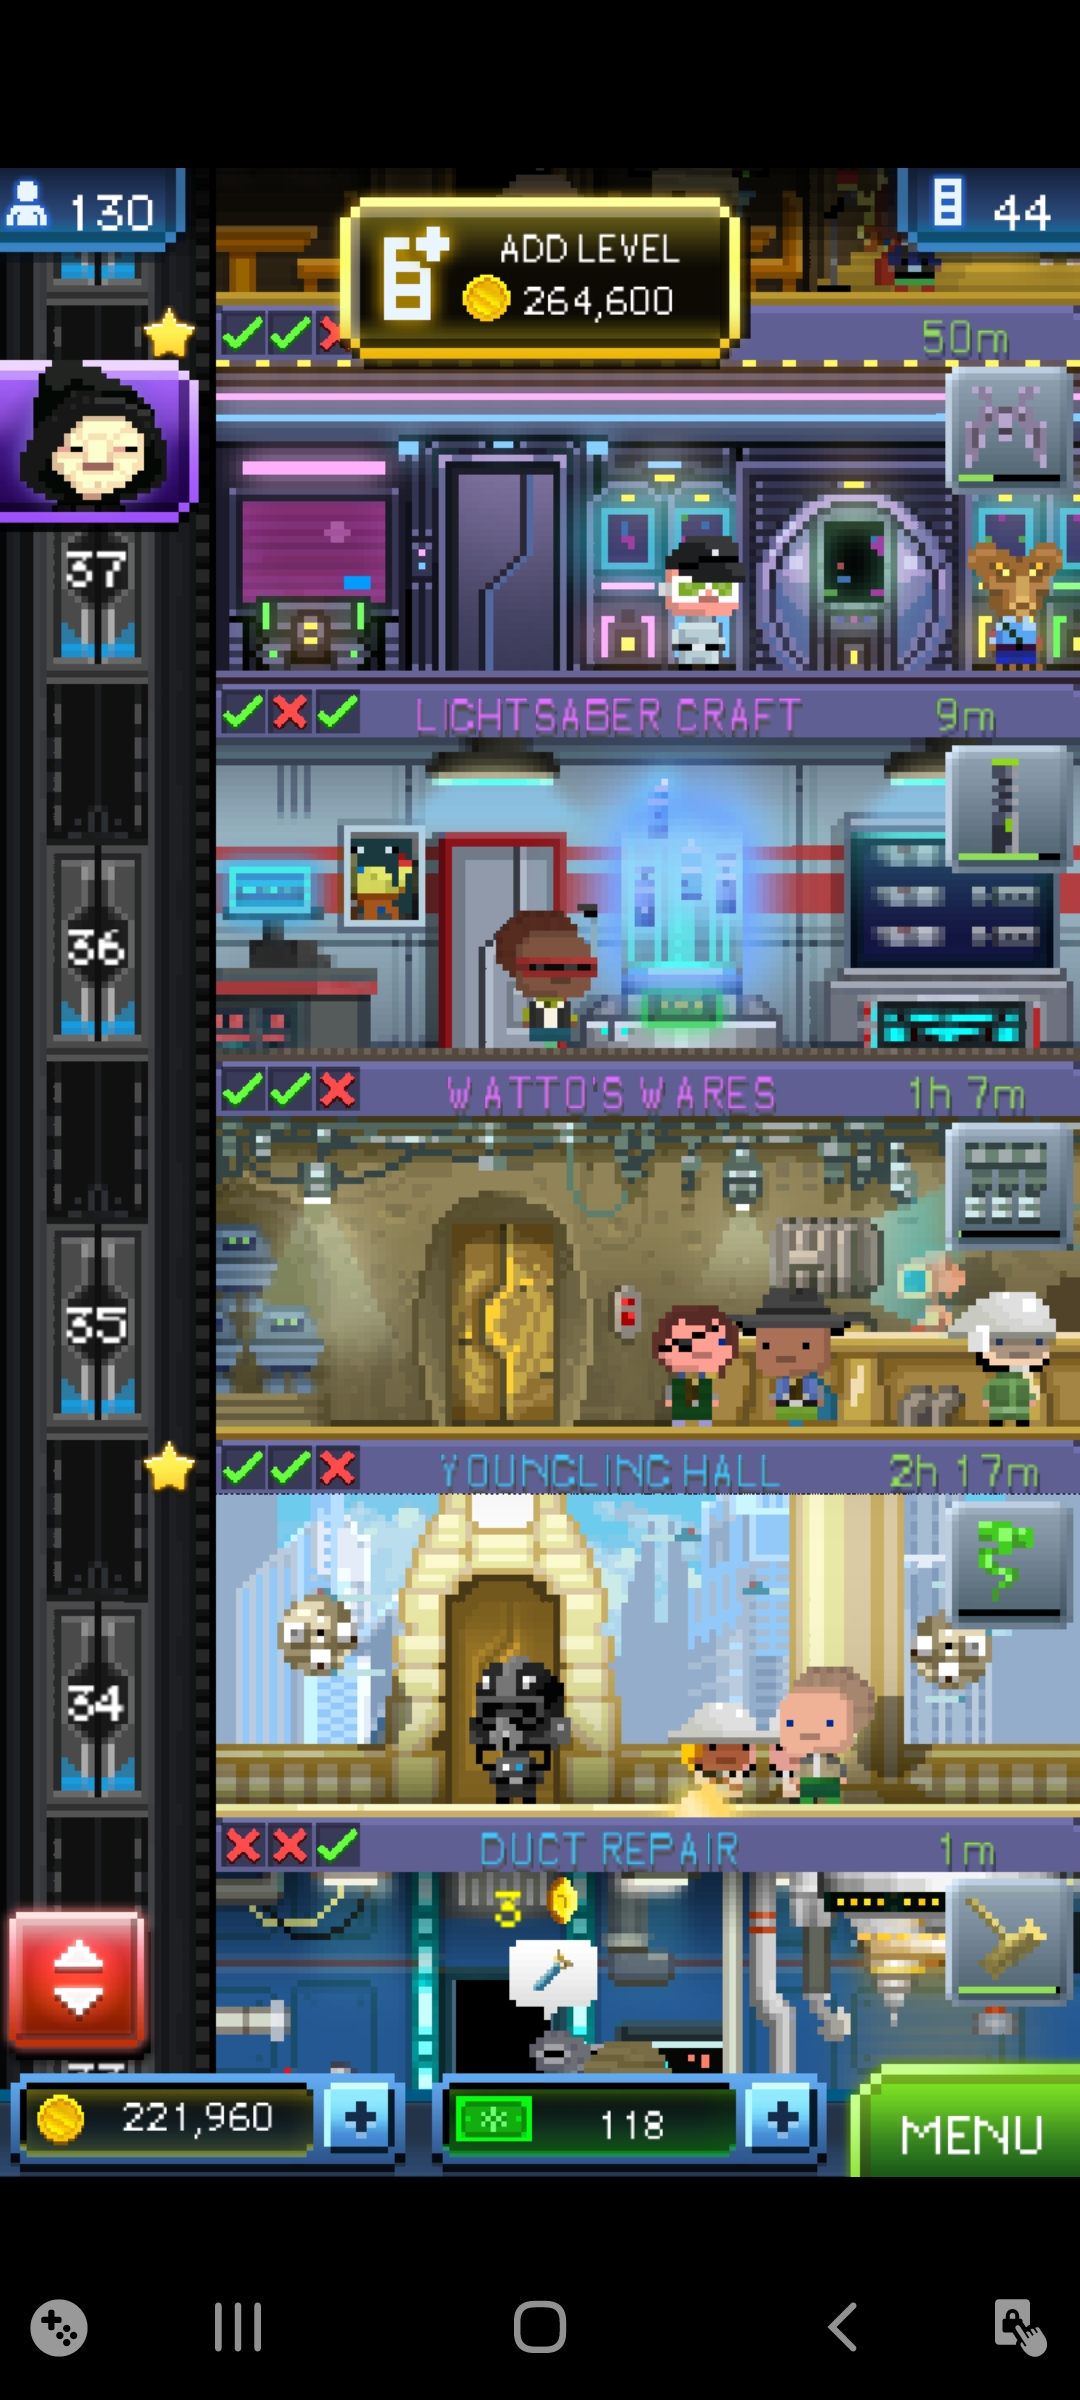 130
ADD LEVEL
264,600
44
50m
37
LIGHTSABER CRAFT
9m
36
WATTO'S WARES
1h 7m
35
YOUNGLING HALL
2h 17m
34
DUCT REPAIR
1m
3
221,960
118
MENU